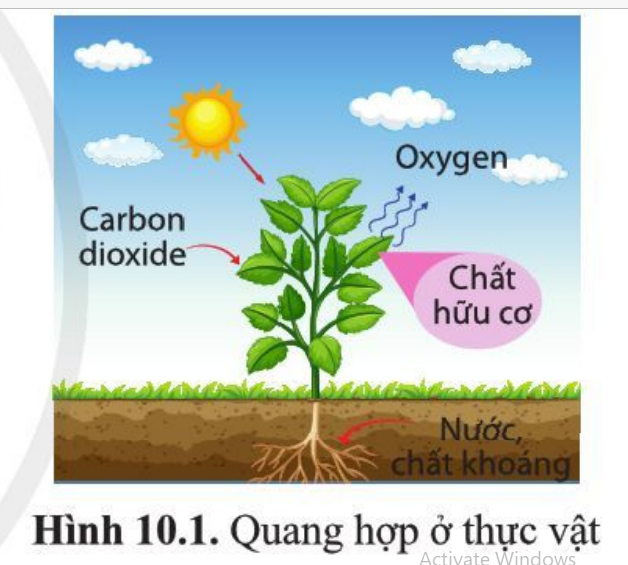 Oxygen
Carbon
dioxide
Chất
hữu cơ
Nước,
chất khoáng
Hình 10.1. Quang hợp ở thực vật
Activate Windows